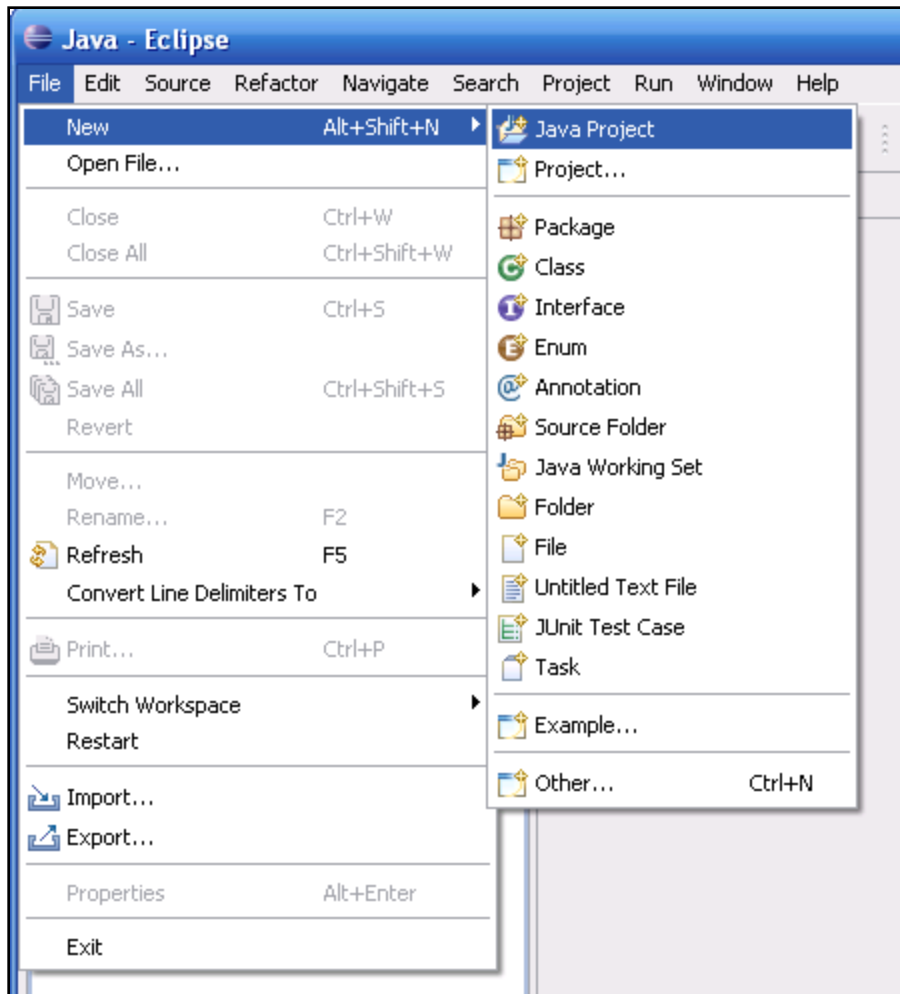 Java - Eclipse
File Edit Source Refactor Navigate Search Project Run Window Help
New Alt+Shift+N
Open File...
Close Ctrl+W
Close All Ctrl+Shift+W
Save Ctrl+S
Save As...
Save All Ctrl+Shift+S
Revert
Move...
Rename... F2
Refresh F5
Convert Line Delimiters To
Print... Ctrl+P
Switch Workspace
Restart
Import...
Export...
Properties Alt+Enter
Exit
Java Project
Project...
Package
Class
Interface
Enum
Annotation
Source Folder
Java Working Set
Folder
File
Untitled Text File
JUnit Test Case
Task
Example...
Other... Ctrl+N